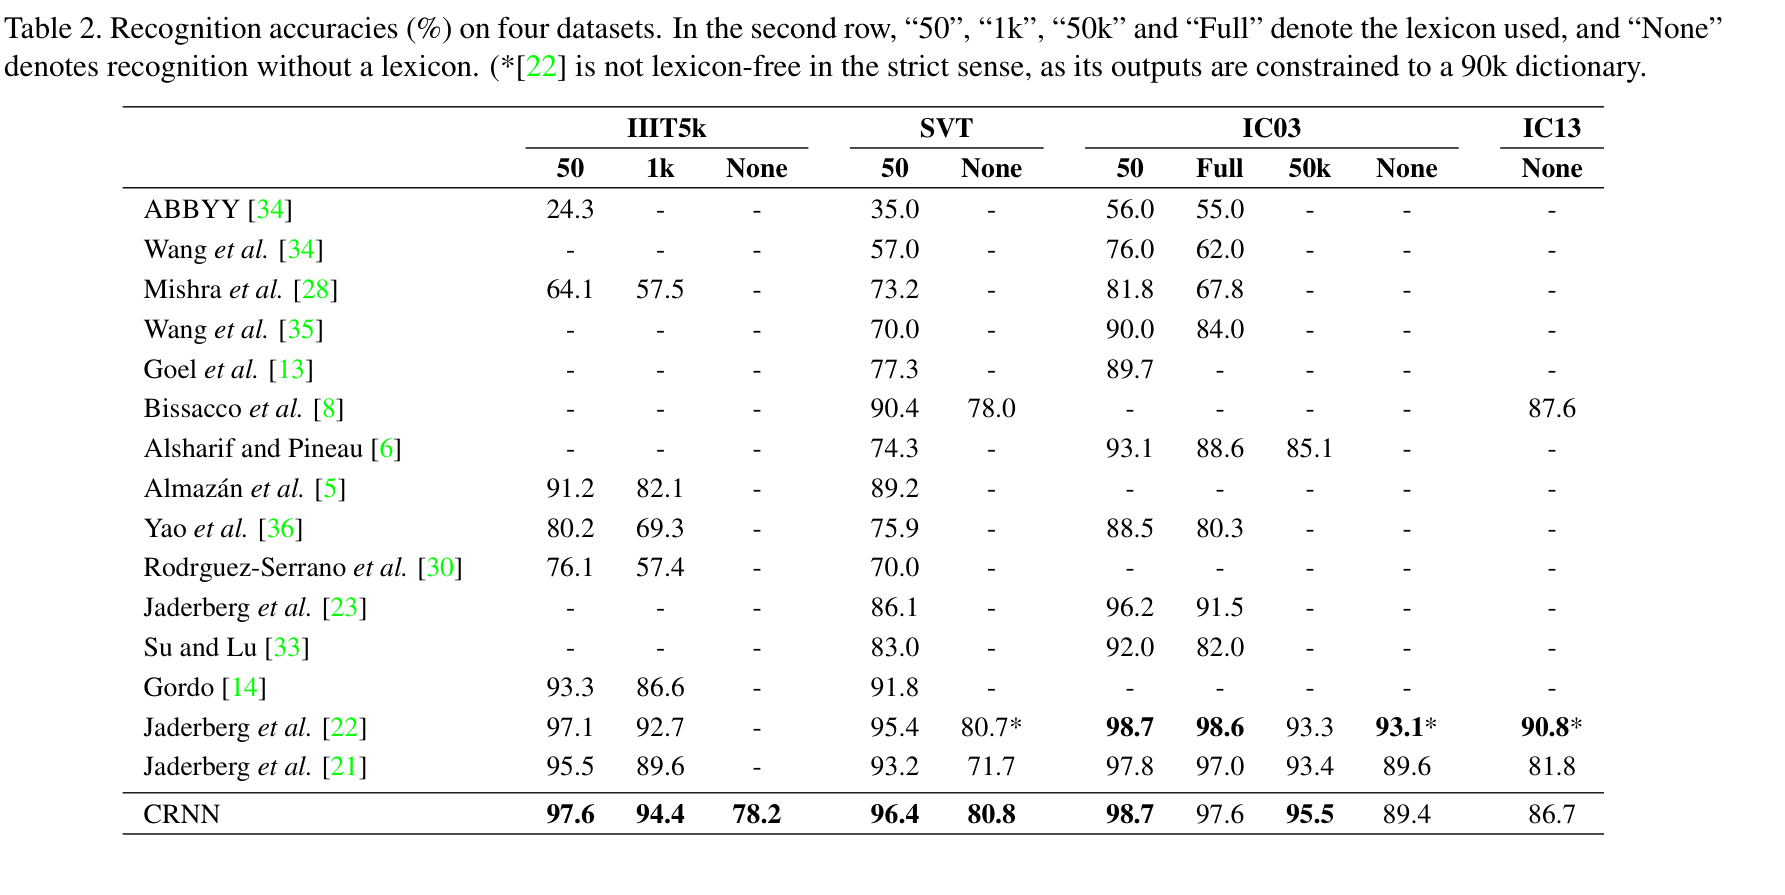 Table 2. Recognition accuracies (%) on four datasets. In the second row, “50”, “1k”, “50k” and “Full” denote the lexicon used, and “None”
denotes recognition without a lexicon. (*[22] is not lexicon-free in the strict sense, as its outputs are constrained to a 90k dictionary.
IIIT5k SVT IC03 IC13
50 1k None 50 None 50 Full 50k None None
ABBYY [34] 24.3 - - 35.0 - 56.0 55.0 - - -
Wang et al. [34] - - - 57.0 - 76.0 62.0 - - -
Mishra et al. [28] 64.1 57.5 - 73.2 - 81.8 67.8 - - -
Wang et al. [35] - - - 70.0 - 90.0 84.0 - - -
Goel et al. [13] - - - 77.3 - 89.7 - - - -
Bissacco et al. [8] - - - 90.4 78.0 - - - - 87.6
Alsharif and Pineau [6] - - - 74.3 - 93.1 88.6 85.1 - -
Almazán et al. [5] 91.2 82.1 - 89.2 - - - - - -
Yao et al. [36] 80.2 69.3 - 75.9 - 88.5 80.3 - - -
Rodrguez-Serrano et al. [30] 76.1 57.4 - 70.0 - - - - - -
Jaderberg et al. [23] - - - 86.1 - 96.2 91.5 - - -
Su and Lu [33] - - - 83.0 - 92.0 82.0 - - -
Gordo [14] 93.3 86.6 - 91.8 - - - - - -
Jaderberg et al. [22] 97.1 92.7 - 95.4 80.7* 98.7 98.6 93.3 93.1* 90.8*
Jaderberg et al. [21] 95.5 89.6 - 93.2 71.7 97.8 97.0 93.4 89.6 81.8
CRNN 97.6 94.4 78.2 96.4 80.8 98.7 97.6 95.5 89.4 86.7